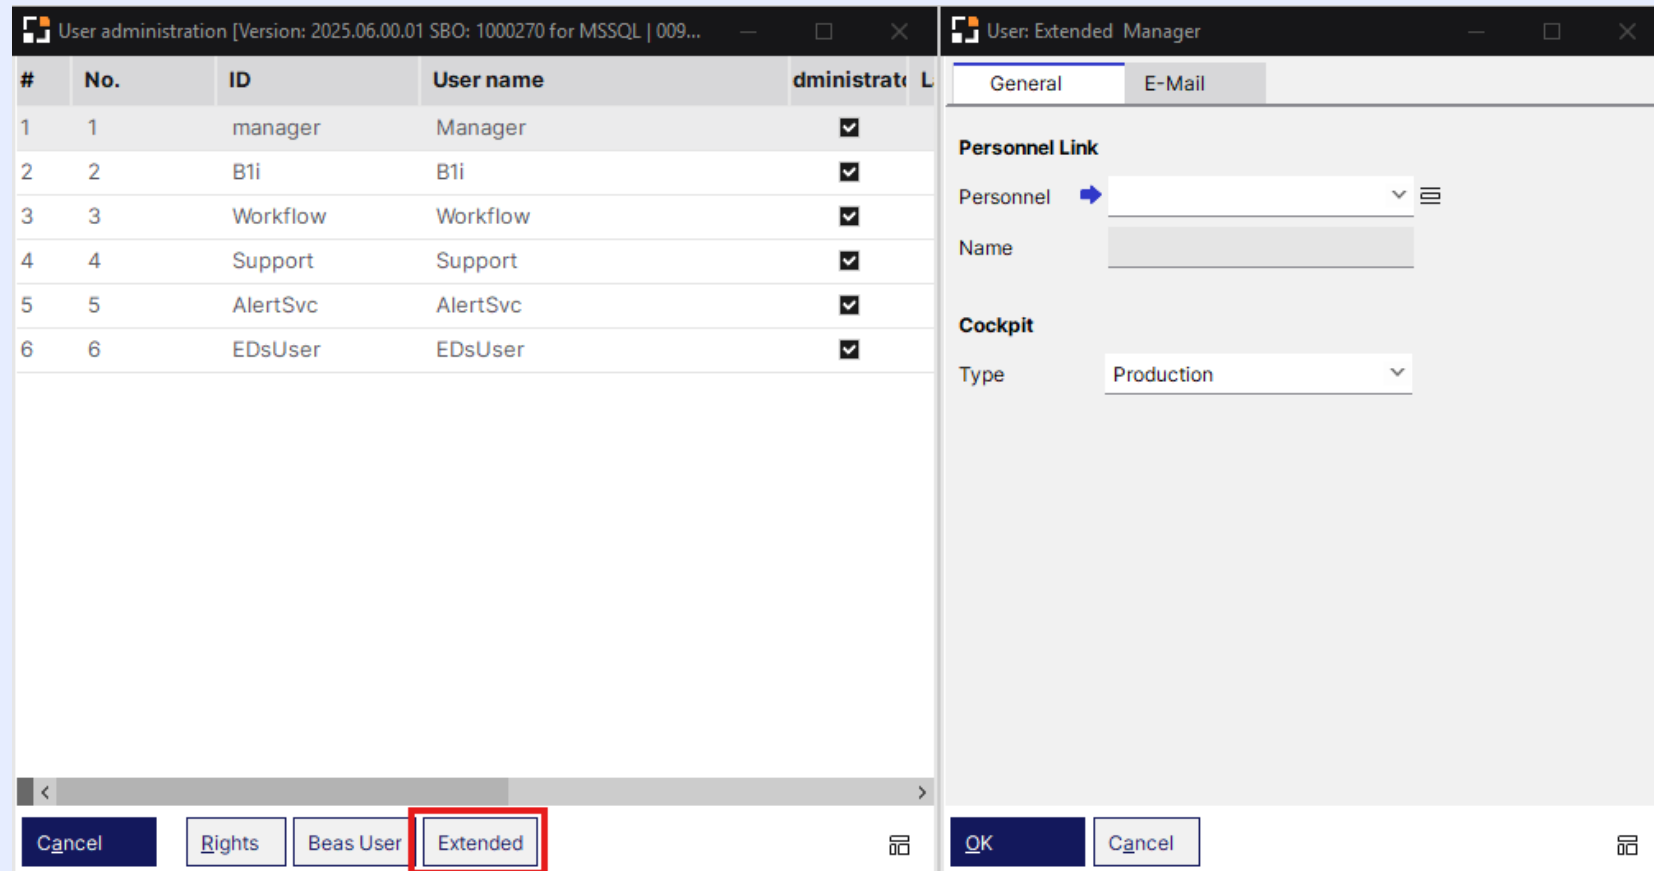 User administration [Version: 2025.06.00.01 SBO: 1000270 for MSSQL | 009...
# No. ID User name dministrato L
1 1 manager Manager
2 2 B1i B1i
3 3 Workflow Workflow
4 4 Support Support
5 5 AlertSvc AlertSvc
6 6 EDsUser EDsUser
Cancel Rights Beas User Extended
User: Extended Manager
General E-Mail
Personnel Link
Personnel
Name
Cockpit
Type Production
OK Cancel